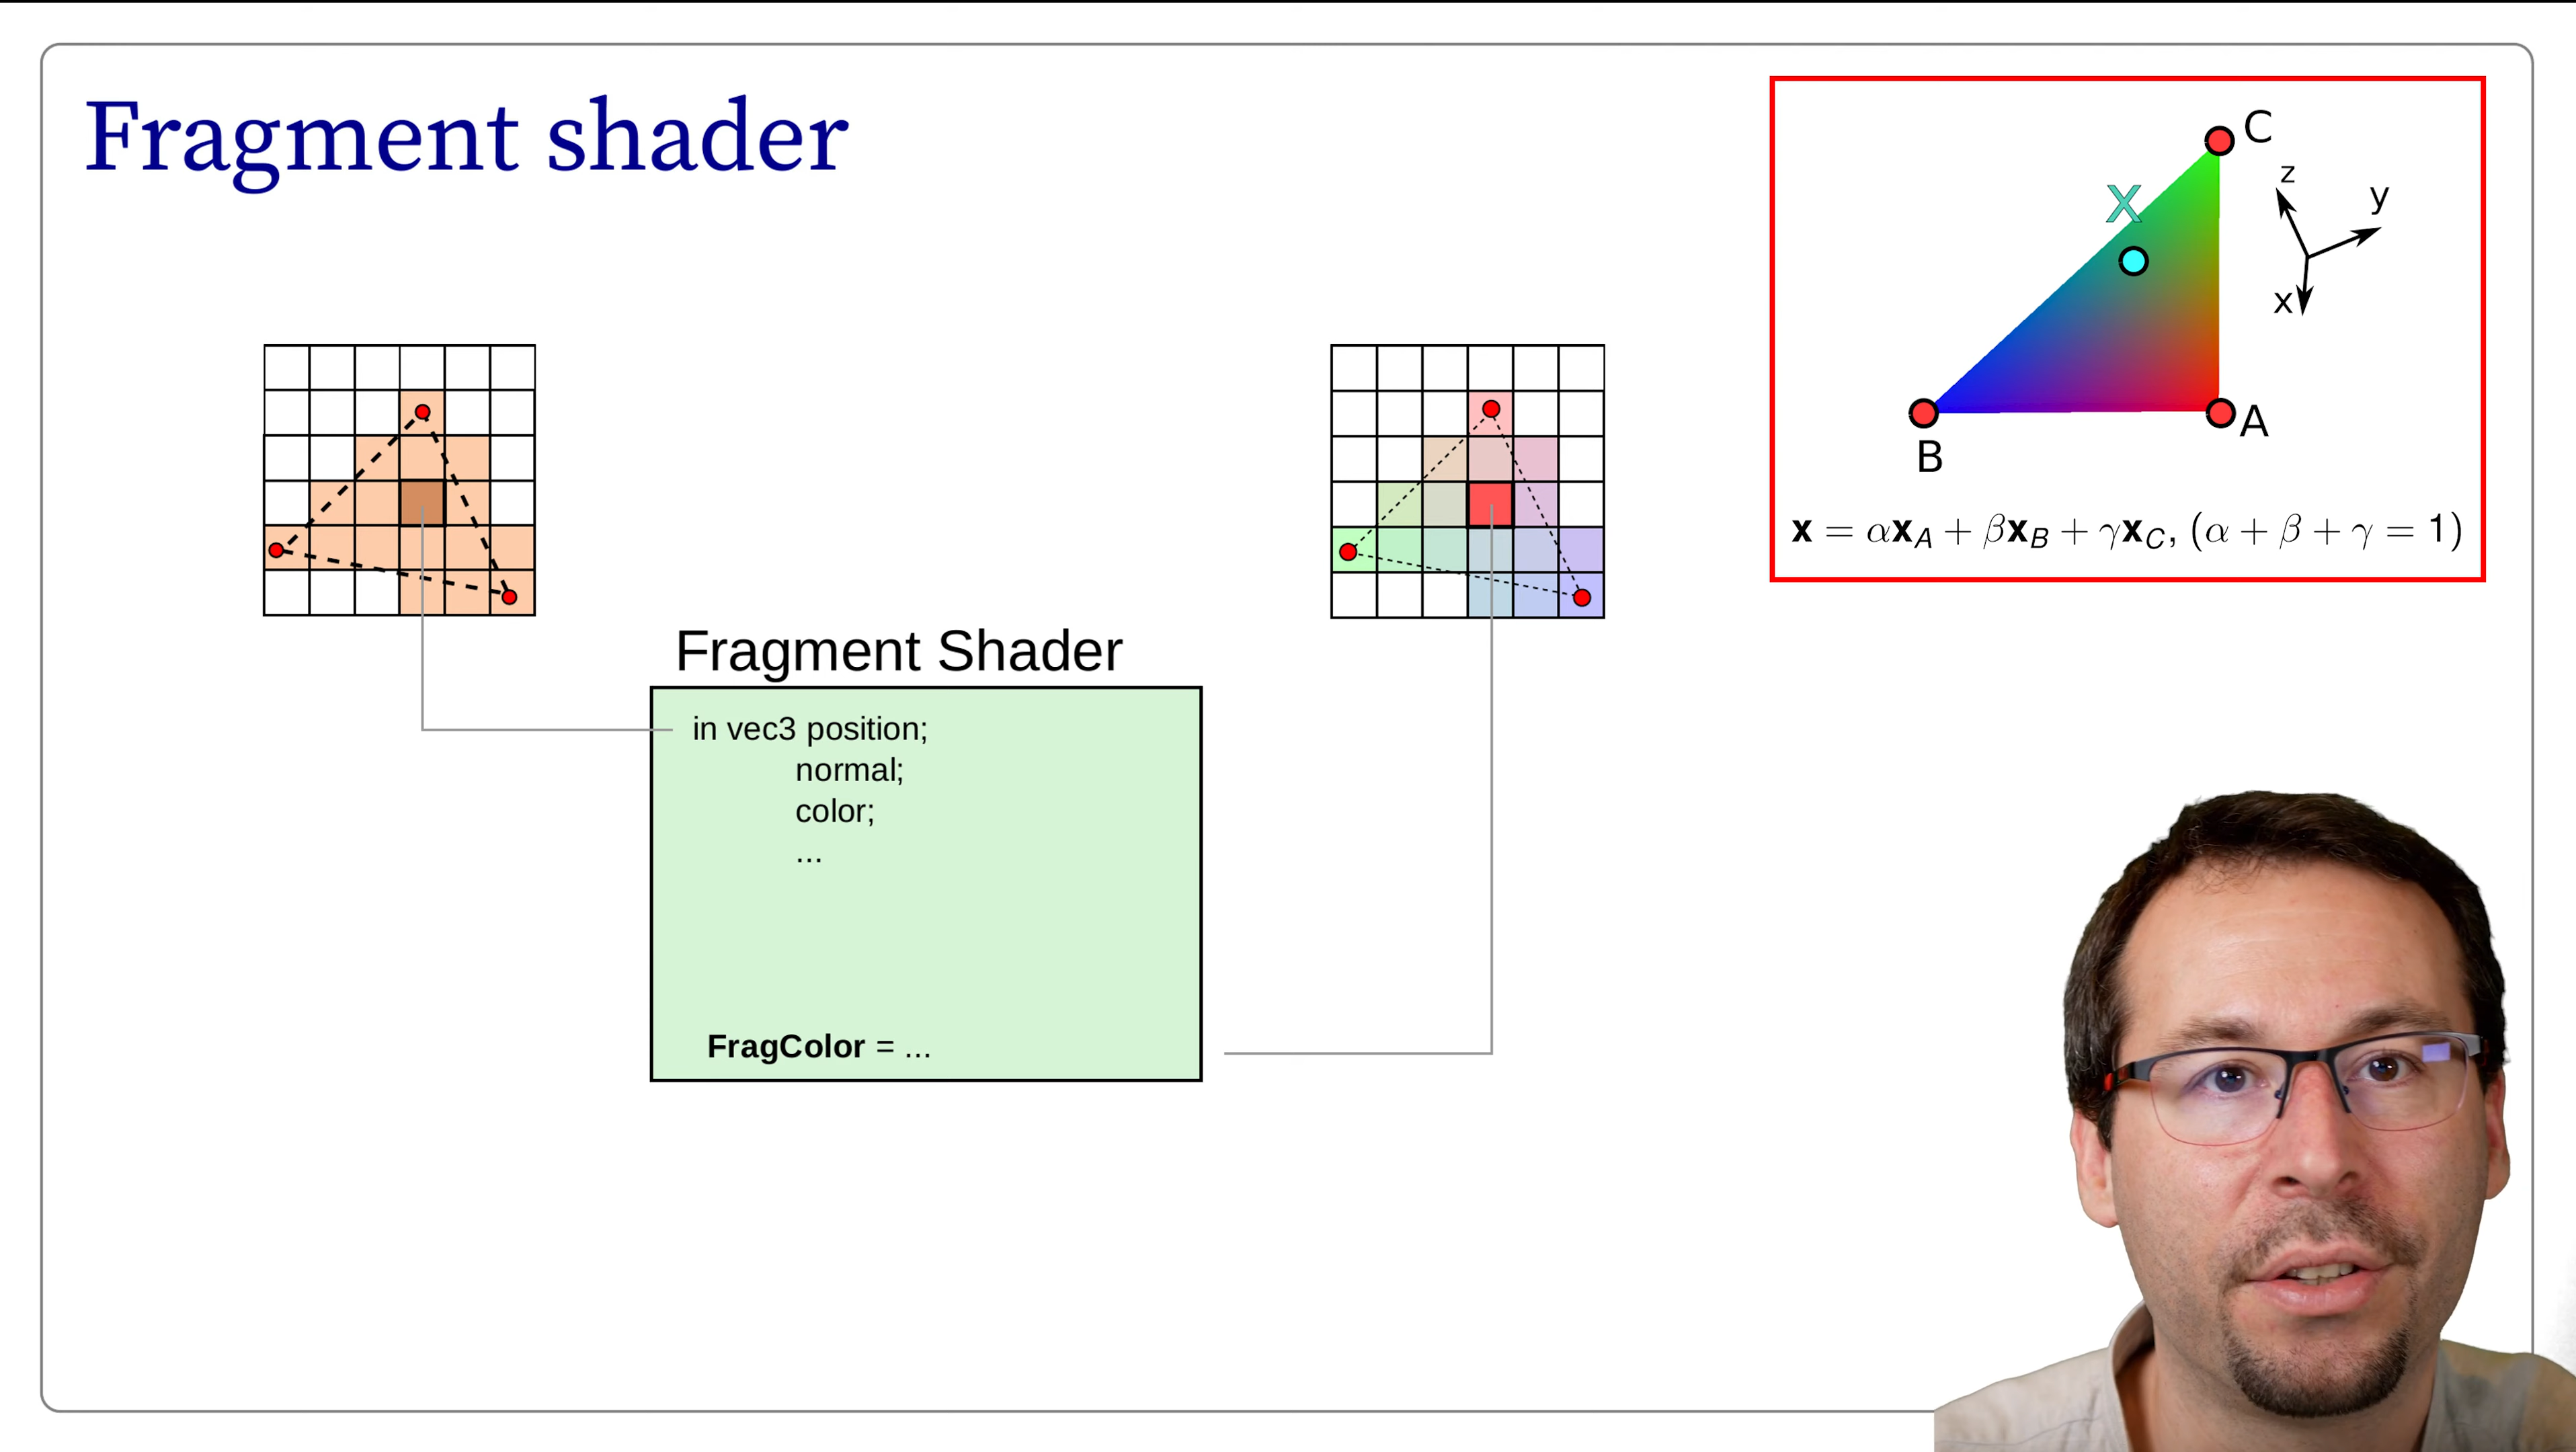 Fragment shader
C
X
z
y
x
B
A
𝐱 = α𝐱_A + β𝐱_B + γ𝐱_C, (α + β + γ = 1)
Fragment Shader
in vec3 position;
normal;
color;
...
FragColor = ...